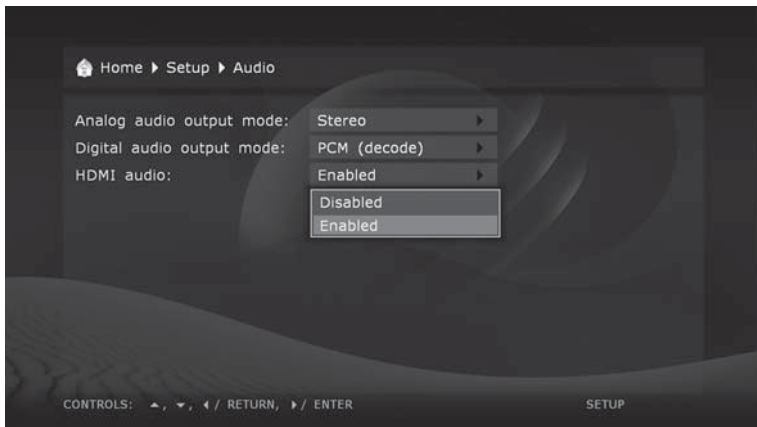 Home ▶ Setup ▶ Audio
Analog audio output mode: Stereo
Digital audio output mode: PCM (decode)
HDMI audio: Enabled
Disabled
Enabled
CONTROLS: ▲, ▼, ◀ / RETURN, ▶ / ENTER SETUP